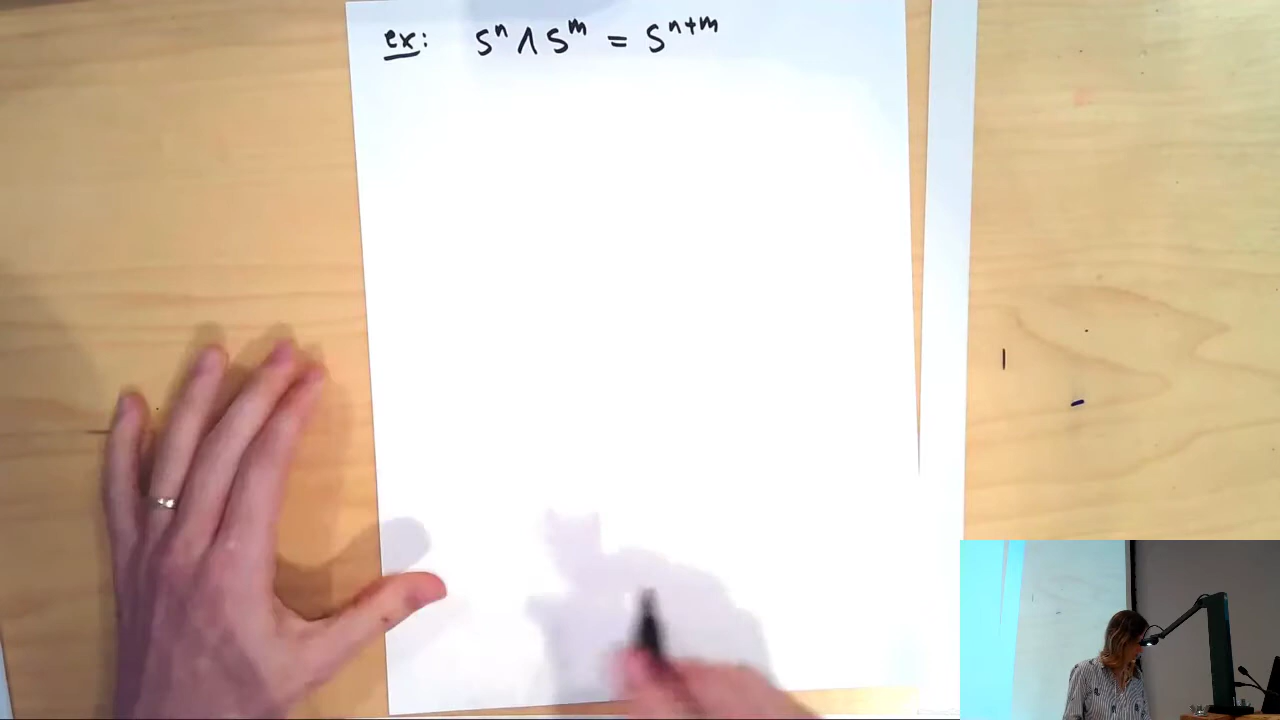 ex: Sⁿ ∧ Sᵐ = Sⁿ⁺ᵐ